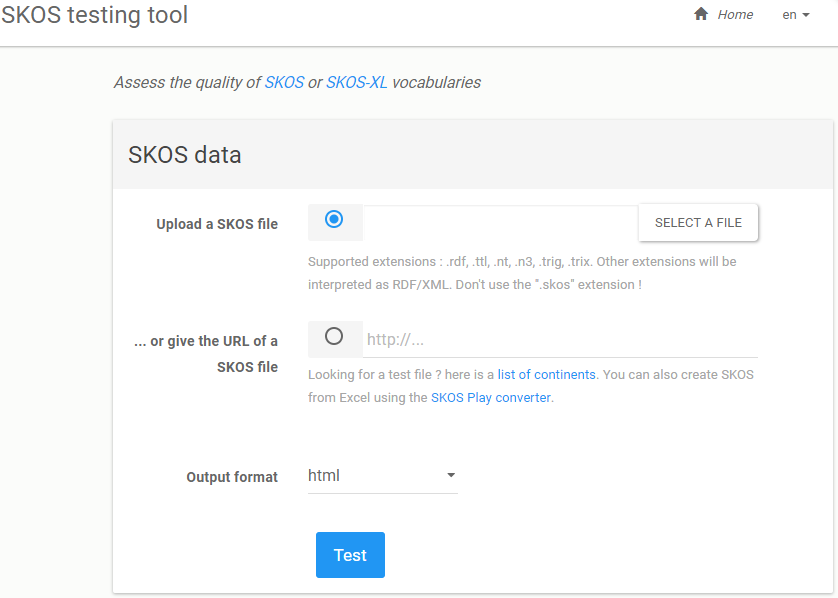 SKOS testing tool
Home
en
Assess the quality of SKOS or SKOS-XL vocabularies
SKOS data
Upload a SKOS file
SELECT A FILE
Supported extensions : .rdf, .ttl, .nt, .n3, .trig, .trix. Other extensions will be
interpreted as RDF/XML. Don't use the ".skos" extension !
... or give the URL of a
SKOS file
http://...
Looking for a test file ? here is a list of continents. You can also create SKOS
from Excel using the SKOS Play converter.
Output format
html
Test